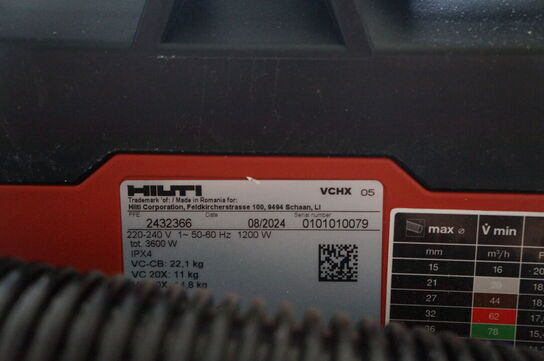 HILTI VCHX 05
Trademark of: / Made in Romania for:
Hilti Corporation, Feldkircherstrasse 100, 9494 Schaan, LI
Serial number
2432366 08/2024 0101010079
220-240 V 1~ 50-60 Hz 1200 W
tot. 3600 W
IPX4
VC-CB: 22,1 kg
VC 20X: 11 kg
max ⌀ V̇ min
mm m³/h
15 16
21
27 44
32 62
36 78